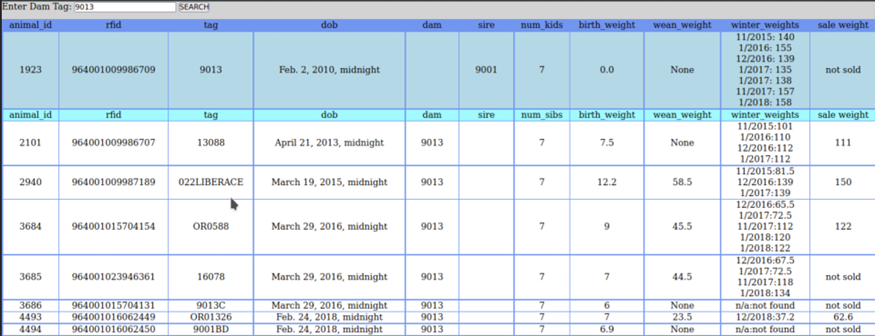 Enter Dam Tag: 9013 SEARCH
animal_id rfid tag dob dam sire num_kids birth_weight wean_weight winter_weights sale weight
1923 964001009986709 9013 Feb. 2, 2010, midnight 9001 7 0.0 None 11/2015: 140 not sold
1/2016: 155
12/2016: 139
1/2017: 135
1/2017: 138
11/2017: 157
1/2018: 158
animal_id rfid tag dob dam sire num_sibs birth_weight wean_weight winter_weights sale weight
2101 964001009986707 13088 April 21, 2013, midnight 9013 7 7.5 None 11/2015:101 111
1/2016:110
12/2016:112
1/2017:112
2940 964001009987189 022LIBERACE March 19, 2015, midnight 9013 7 12.2 58.5 11/2015:81.5 150
12/2016:139
1/2017:139
3684 964001015704154 OR0588 March 29, 2016, midnight 9013 7 9 45.5 12/2016:65.5 122
1/2017:72.5
11/2017:112
1/2018:120
1/2018:122
3685 964001023946361 16078 March 29, 2016, midnight 9013 7 7 44.5 12/2016:67.5 not sold
1/2017:72.5
11/2017:118
1/2018:134
3686 964001015704131 9013C March 29, 2016, midnight 9013 7 6 None n/a:not found not sold
4493 964001016062449 OR01326 Feb. 24, 2018, midnight 9013 7 7 23.5 12/2018:37.2 62.6
4494 964001016062450 9001BD Feb. 24, 2018, midnight 9013 7 6.9 None n/a:not found not sold